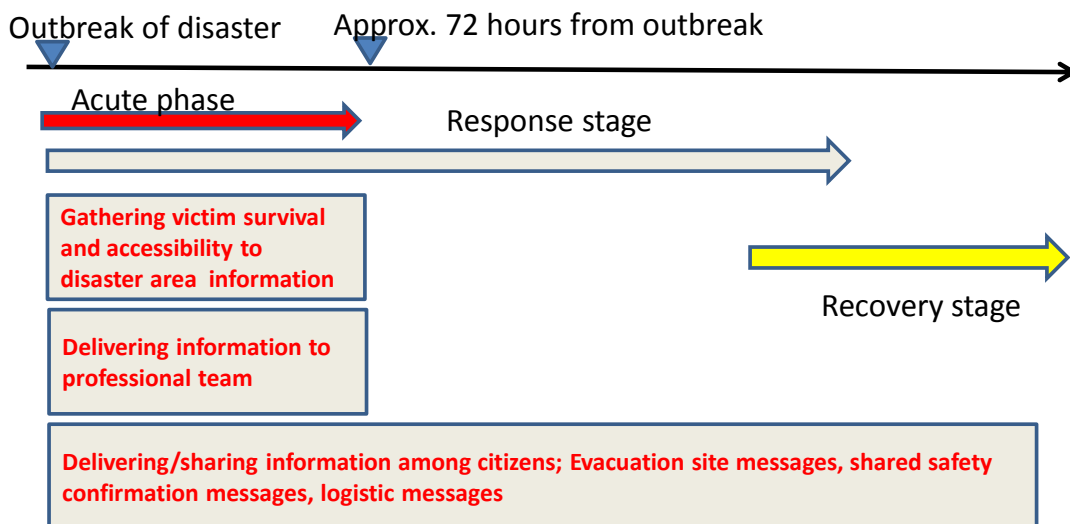 Outbreak of disaster
Approx. 72 hours from outbreak
Acute phase
Response stage
Gathering victim survival
and accessibility to
disaster area  information
Recovery stage
Delivering information to
professional team
Delivering/sharing information among citizens; Evacuation site messages, shared safety
confirmation messages, logistic messages